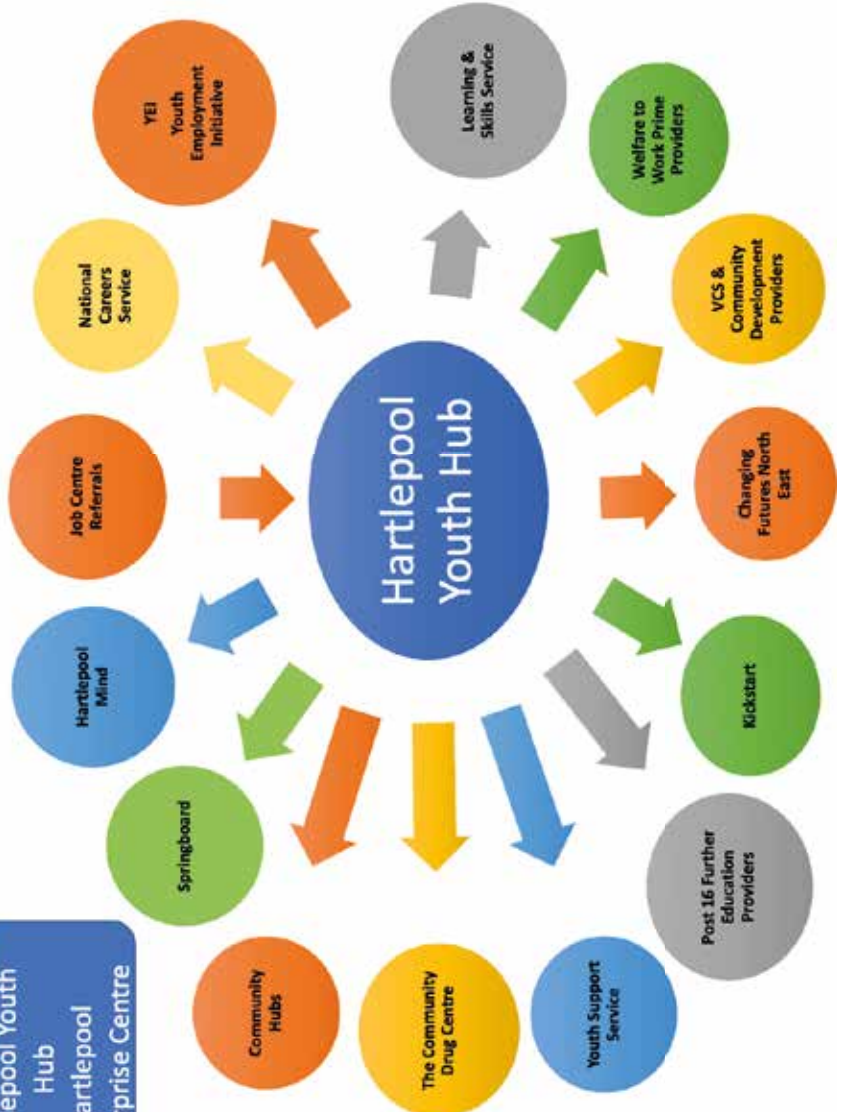 YEI
Youth
Employment
Initiative
Learning &
Skills Service
National
Careers
Service
Welfare to
Work Prime
Providers
Job Centre
Referrals
VCS &
Community
Development
Providers
Hartlepool
Youth Hub
Hartlepool
Mind
Changing
Futures North
East
Springboard
Kickstart
Community
Hubs
The Community
Drug Centre
Youth Support
Service
Post 16 Further
Education
Providers
epool Youth
Hub
artlepool
rprise Centre